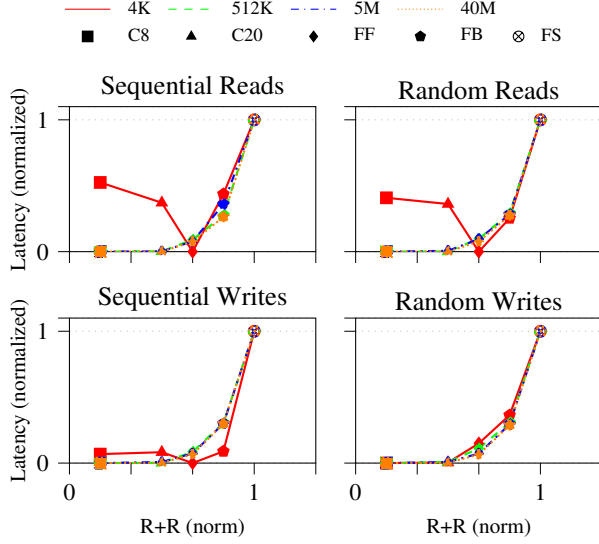 4K 512K 5M 40M
C8 C20 FF FB FS
Sequential Reads Random Reads
Latency (normalized)
1
0
Sequential Writes Random Writes
Latency (normalized)
1
0
0 1 0 1
R+R (norm) R+R (norm)